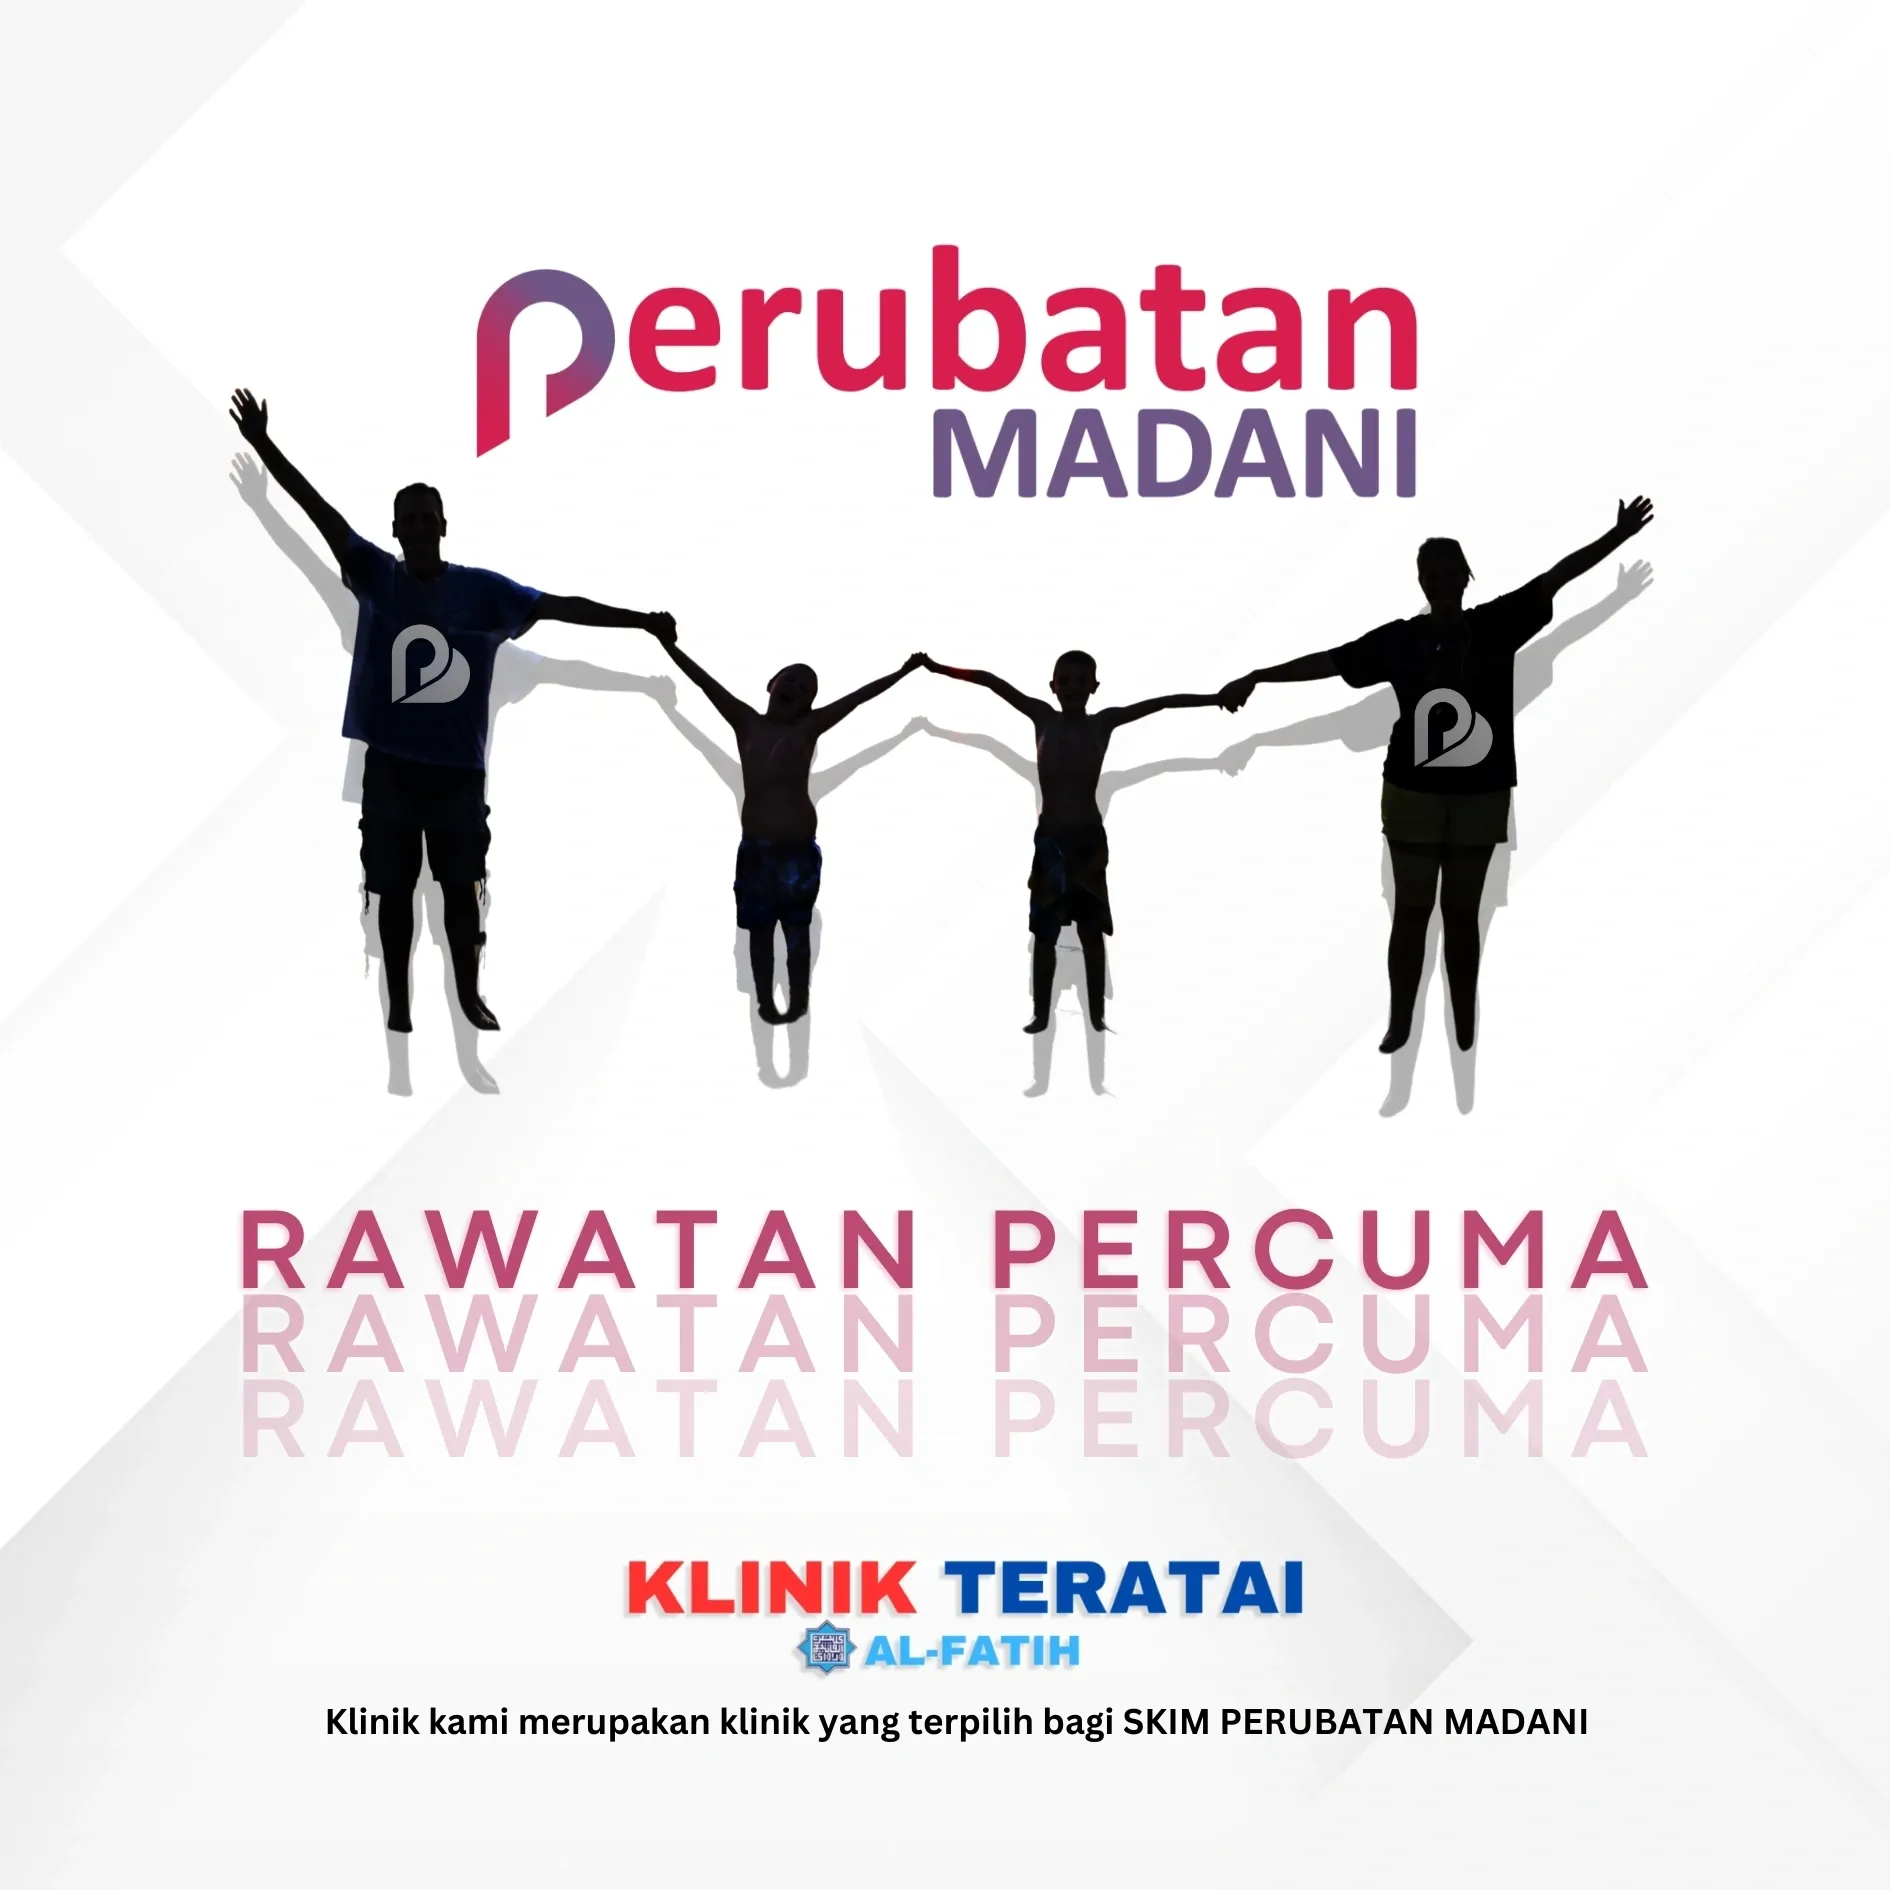 Perubatan
MADANI
RAWATAN PERCUMA
RAWATAN PERCUMA
RAWATAN PERCUMA
KLINIK TERATAI
AL-FATIH
Klinik kami merupakan klinik yang terpilih bagi SKIM PERUBATAN MADANI